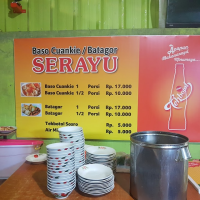 Baso Cuankie / Batagor
SERAYU
Baso Cuankie 1 Porsi Rp. 17.000
Baso Cuankie 1/2 Porsi Rp. 10.000
Batagor 1 Porsi Rp. 17.000
Batagor 1/2 Porsi Rp. 10.000
Tehbotol Sosro Rp. 5.000
Air Rp. 5.000